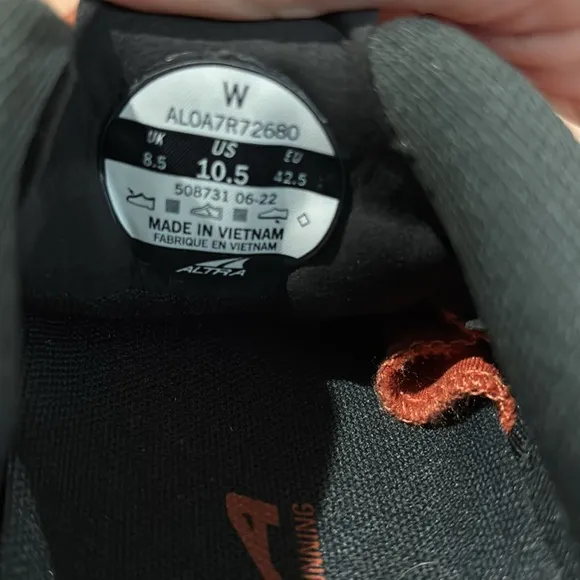 W
AL0A7R72680
UK US EU
8.5 10.5 42.5
508731 06-22
MADE IN VIETNAM
FABRIQUE EN VIETNAM
ALTRA